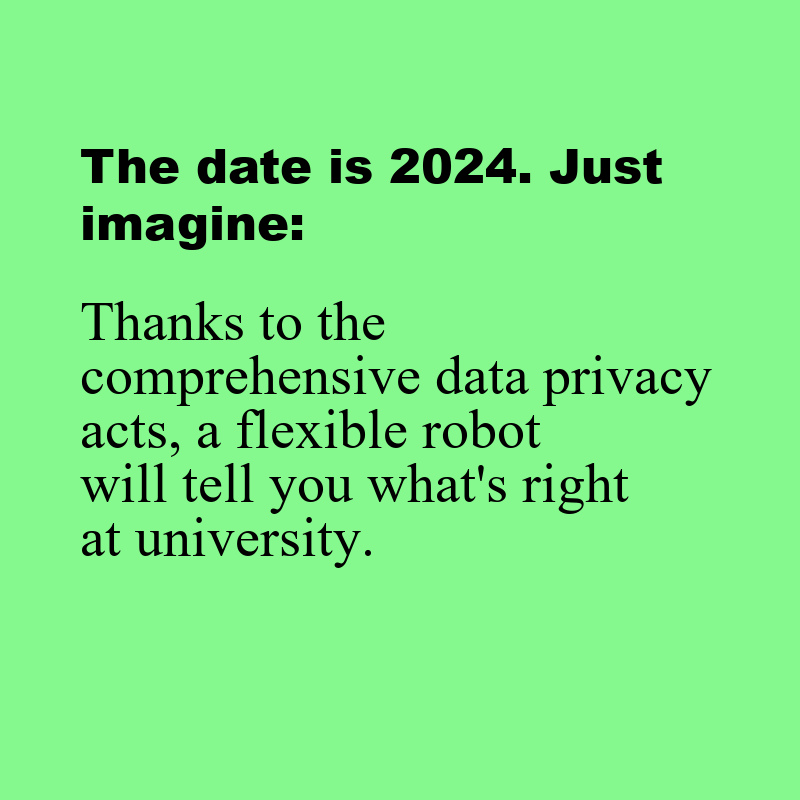 The date is 2024. Just
imagine:
Thanks to the
comprehensive data privacy
acts, a flexible robot
will tell you what's right
at university.